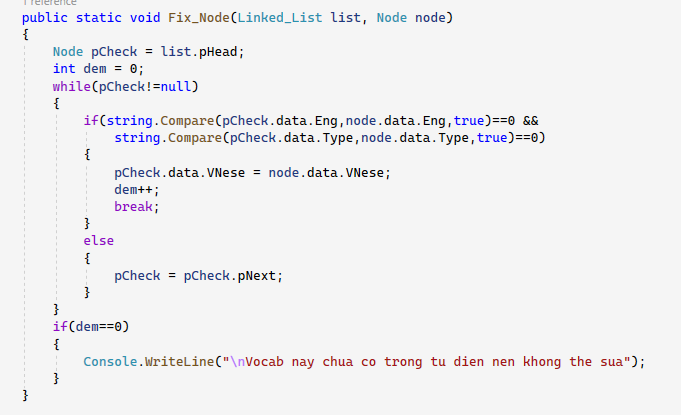 1 reference
public static void Fix_Node(Linked_List list, Node node)
{
Node pCheck = list.pHead;
int dem = 0;
while(pCheck!=null)
{
if(string.Compare(pCheck.data.Eng,node.data.Eng,true)==0 &&
string.Compare(pCheck.data.Type,node.data.Type,true)==0)
{
pCheck.data.VNese = node.data.VNese;
dem++;
break;
}
else
{
pCheck = pCheck.pNext;
}
}
if(dem==0)
{
Console.WriteLine("\nVocab nay chua co trong tu dien nen khong the sua");
}
}